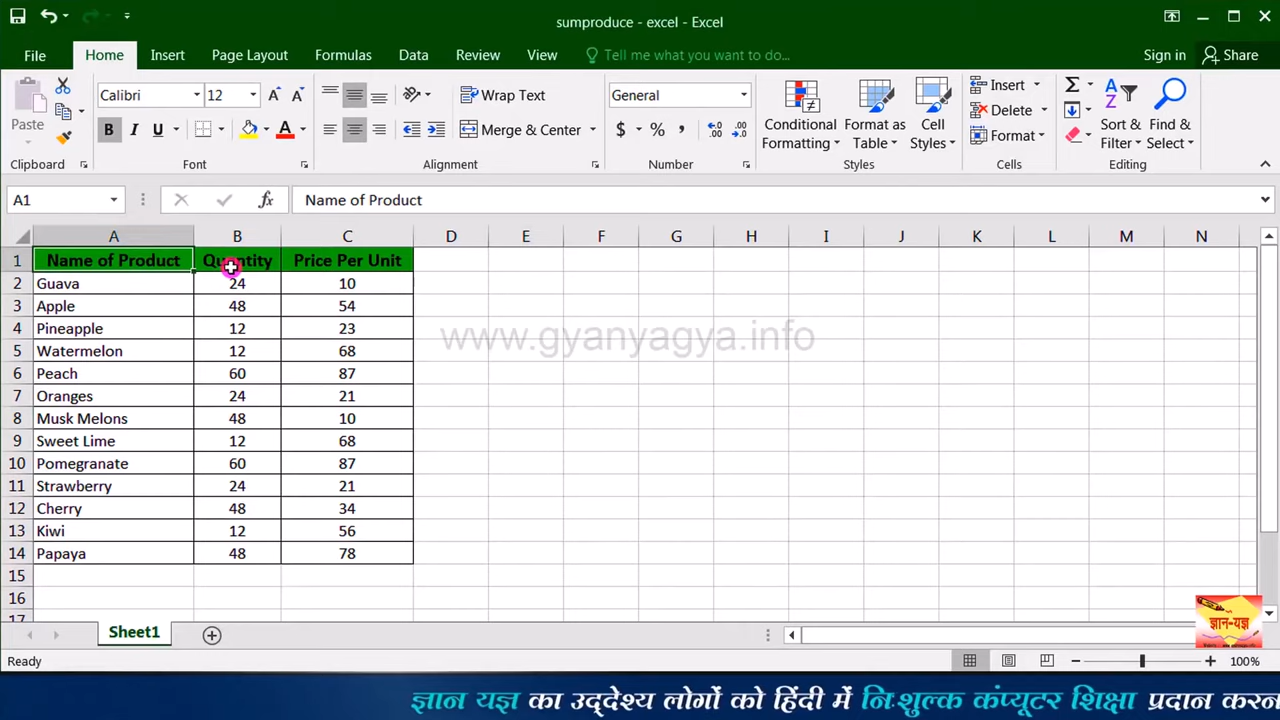 sumproduce - excel - Excel
File Home Insert Page Layout Formulas Data Review View Tell me what you want to do... Sign in Share
Paste
Calibri 12
B I U
Wrap Text
Merge & Center
General
$ % ,
Conditional Formatting
Format as Table
Cell Styles
Insert
Delete
Format
Sort & Filter
Find & Select
Clipboard Font Alignment Number Styles Cells Editing
A1 fx Name of Product
A B C D E F G H I J K L M N
1 Name of Product Quantity Price Per Unit
2 Guava 24 10
3 Apple 48 54
4 Pineapple 12 23
www.gyanyagya.info
5 Watermelon 12 68
6 Peach 60 87
7 Oranges 24 21
8 Musk Melons 48 10
9 Sweet Lime 12 68
10 Pomegranate 60 87
11 Strawberry 24 21
12 Cherry 48 34
13 Kiwi 12 56
14 Papaya 48 78
15
16
17
ज्ञान-यज्ञ
Sheet1
Ready 100%
ज्ञान यज्ञ का उद्देश्य लोगों को हिंदी में निःशुल्क कंप्यूटर शिक्षा प्रदान करन